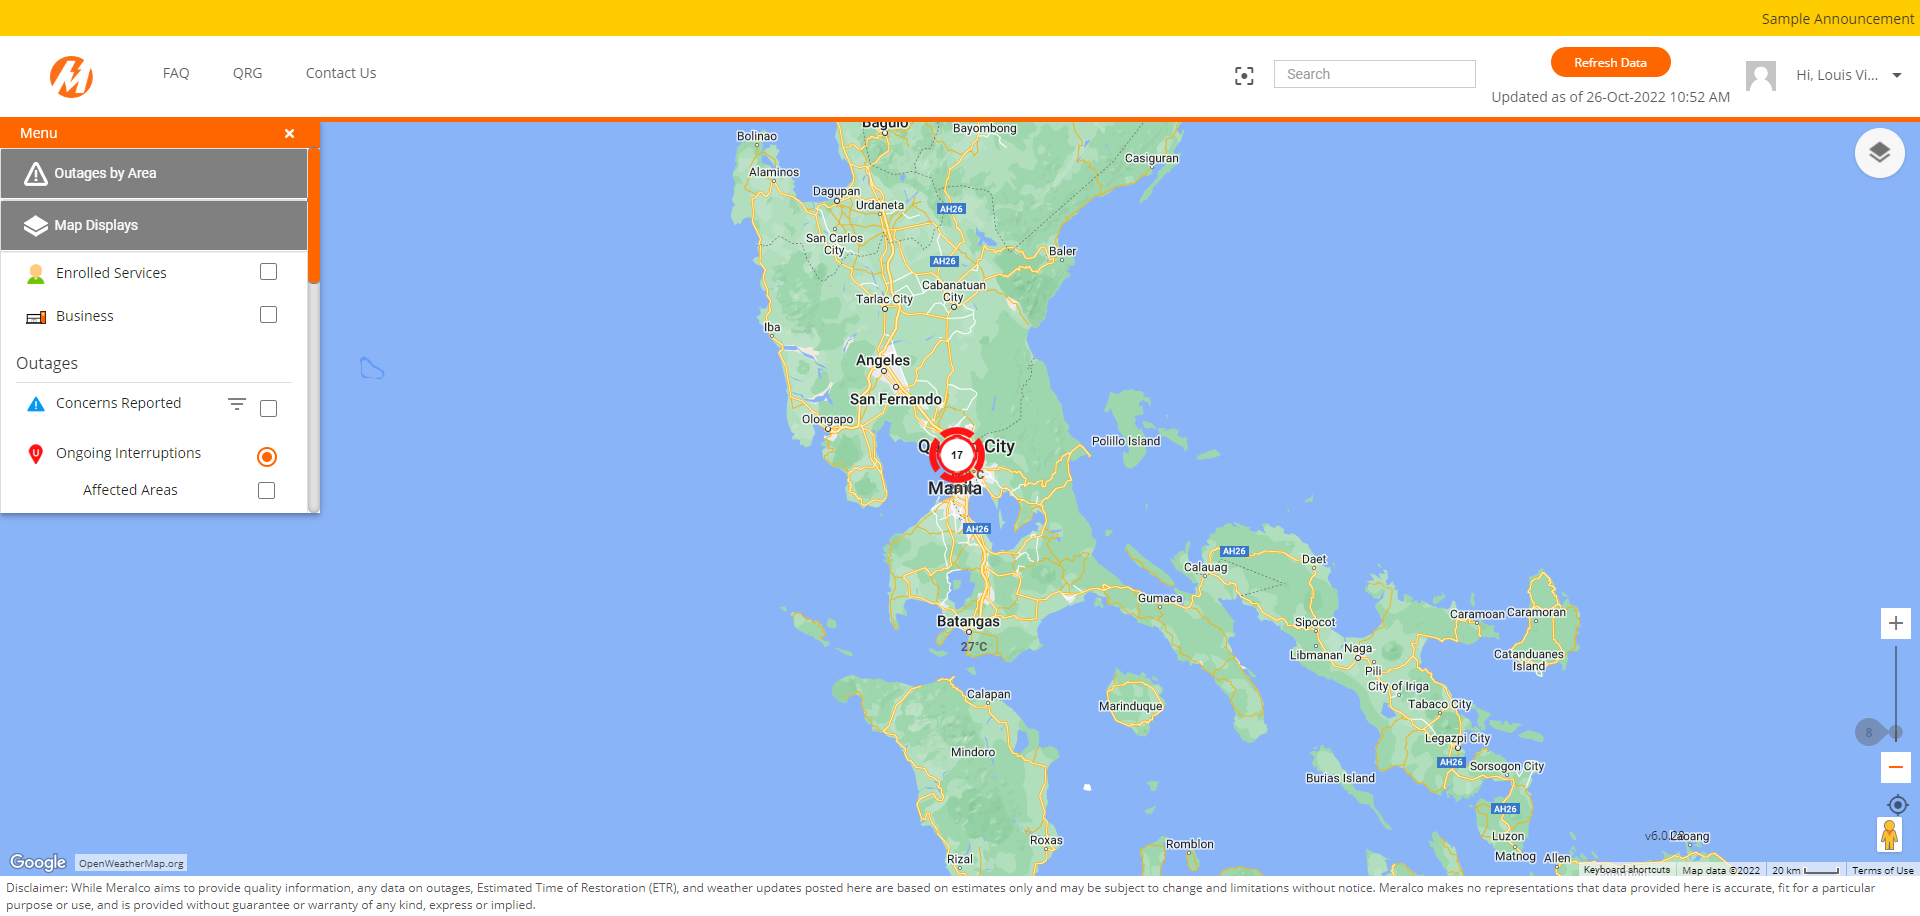 Sample Announcement
FAQ
QRG
Contact Us
Search
Refresh Data
Updated as of 26-Oct-2022 10:52 AM
Hi, Louis Vi...
Menu
×
Outages by Area
Map Displays
Enrolled Services
Business
Outages
Concerns Reported
Ongoing Interruptions
Affected Areas
Baguio
Bayombong
Bolinao
Casiguran
Alaminos
Dagupan
Urdaneta
AH26
San Carlos
City
Baler
AH26
Cabanatuan
City
Tarlac City
Iba
Angeles
San Fernando
Olongapo
Polillo Island
City
17
Manila
AH26
AH26
Daet
Calauag
Gumaca
Caramoan
Caramoran
Batangas
Sipocot
27°C
Naga
Libmanan
Catanduanes
Island
Pili
City of Iriga
Calapan
Tabaco City
Marinduque
Legazpi City
Mindoro
AH26
Sorsogon City
Burias Island
8
AH26
Luzon
Laoang
Roxas
Romblon
Matnog
Allen
Rizal
Google
OpenWeatherMap.org
Keyboard shortcuts
Map data ©2022
20 km
Terms of Use
Disclaimer: While Meralco aims to provide quality information, any data on outages, Estimated Time of Restoration (ETR), and weather updates posted here are based on estimates only and may be subject to change and limitations without notice. Meralco makes no representations that data provided here is accurate, fit for a particular
purpose or use, and is provided without guarantee or warranty of any kind, express or implied.